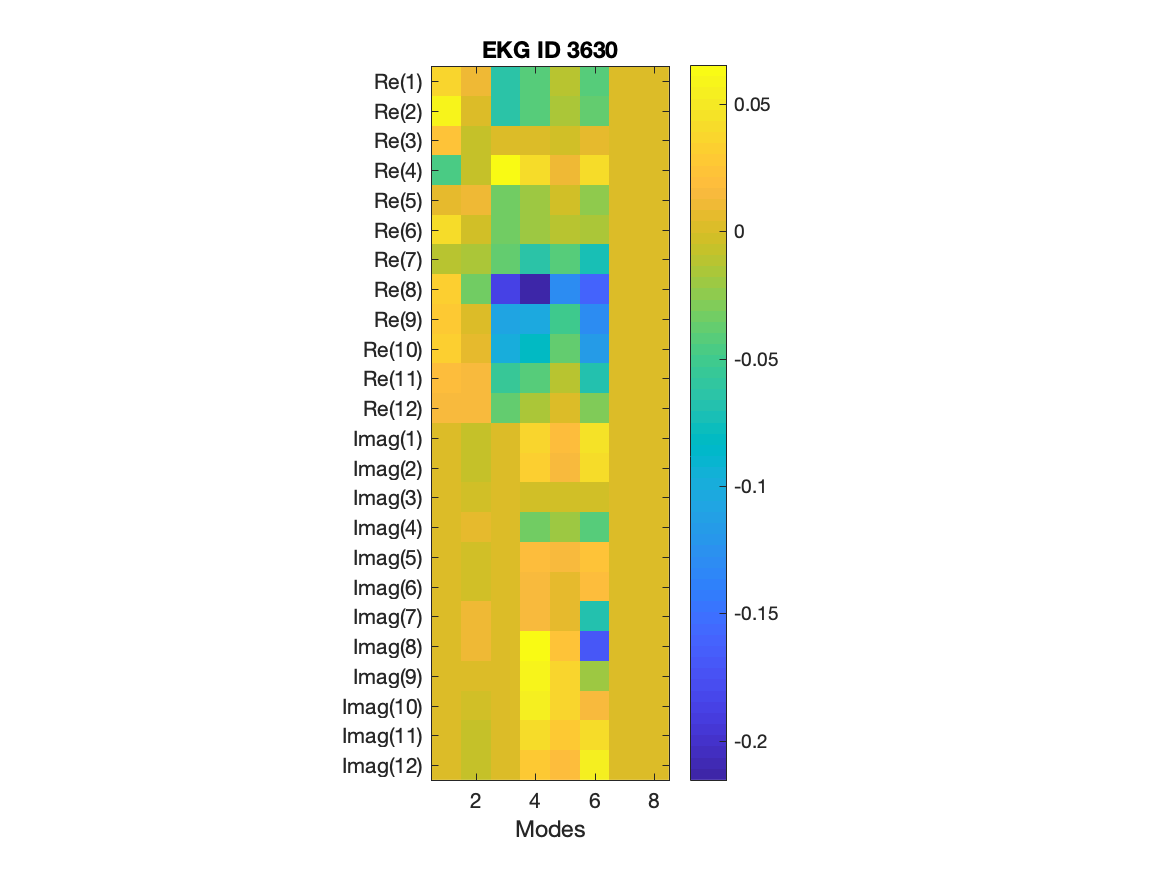 EKG ID 3630
Re(1)
Re(2)
Re(3)
Re(4)
Re(5)
Re(6)
Re(7)
Re(8)
Re(9)
Re(10)
Re(11)
Re(12)
Imag(1)
Imag(2)
Imag(3)
Imag(4)
Imag(5)
Imag(6)
Imag(7)
Imag(8)
Imag(9)
Imag(10)
Imag(11)
Imag(12)
2 4 6 8
Modes
0.05
0
-0.05
-0.1
-0.15
-0.2